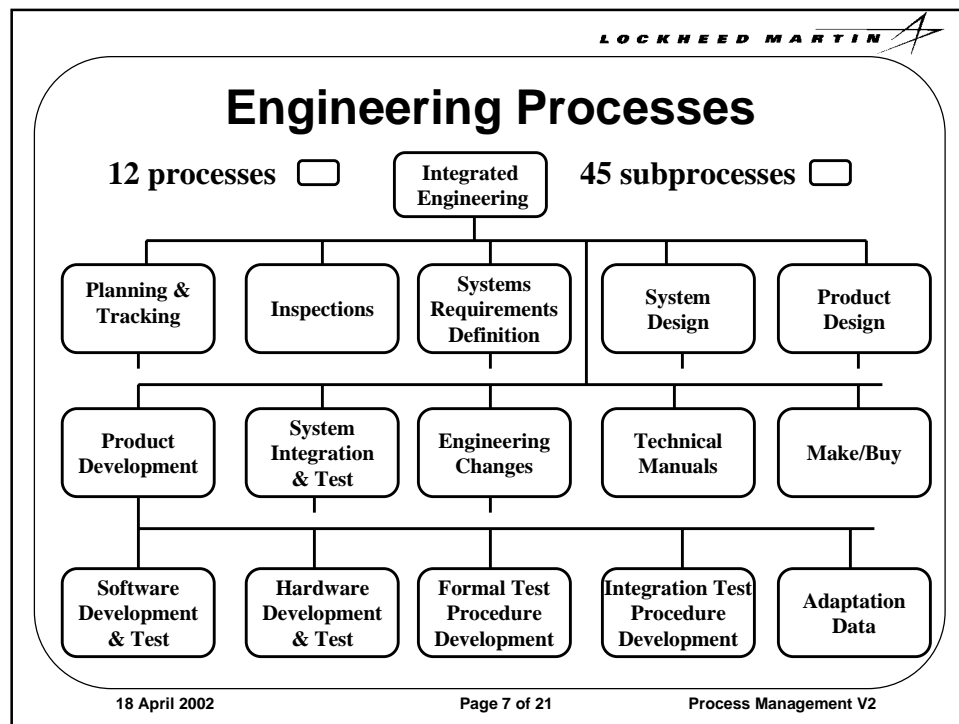 LOCKHEED MARTIN
Engineering Processes
12 processes
Integrated
Engineering
45 subprocesses
Planning &
Tracking
Inspections
Systems
Requirements
Definition
System
Design
Product
Design
Product
Development
System
Integration
& Test
Engineering
Changes
Technical
Manuals
Make/Buy
Software
Development
& Test
Hardware
Development
& Test
Formal Test
Procedure
Development
Integration Test
Procedure
Development
Adaptation
Data
18 April 2002
Page 7 of 21
Process Management V2